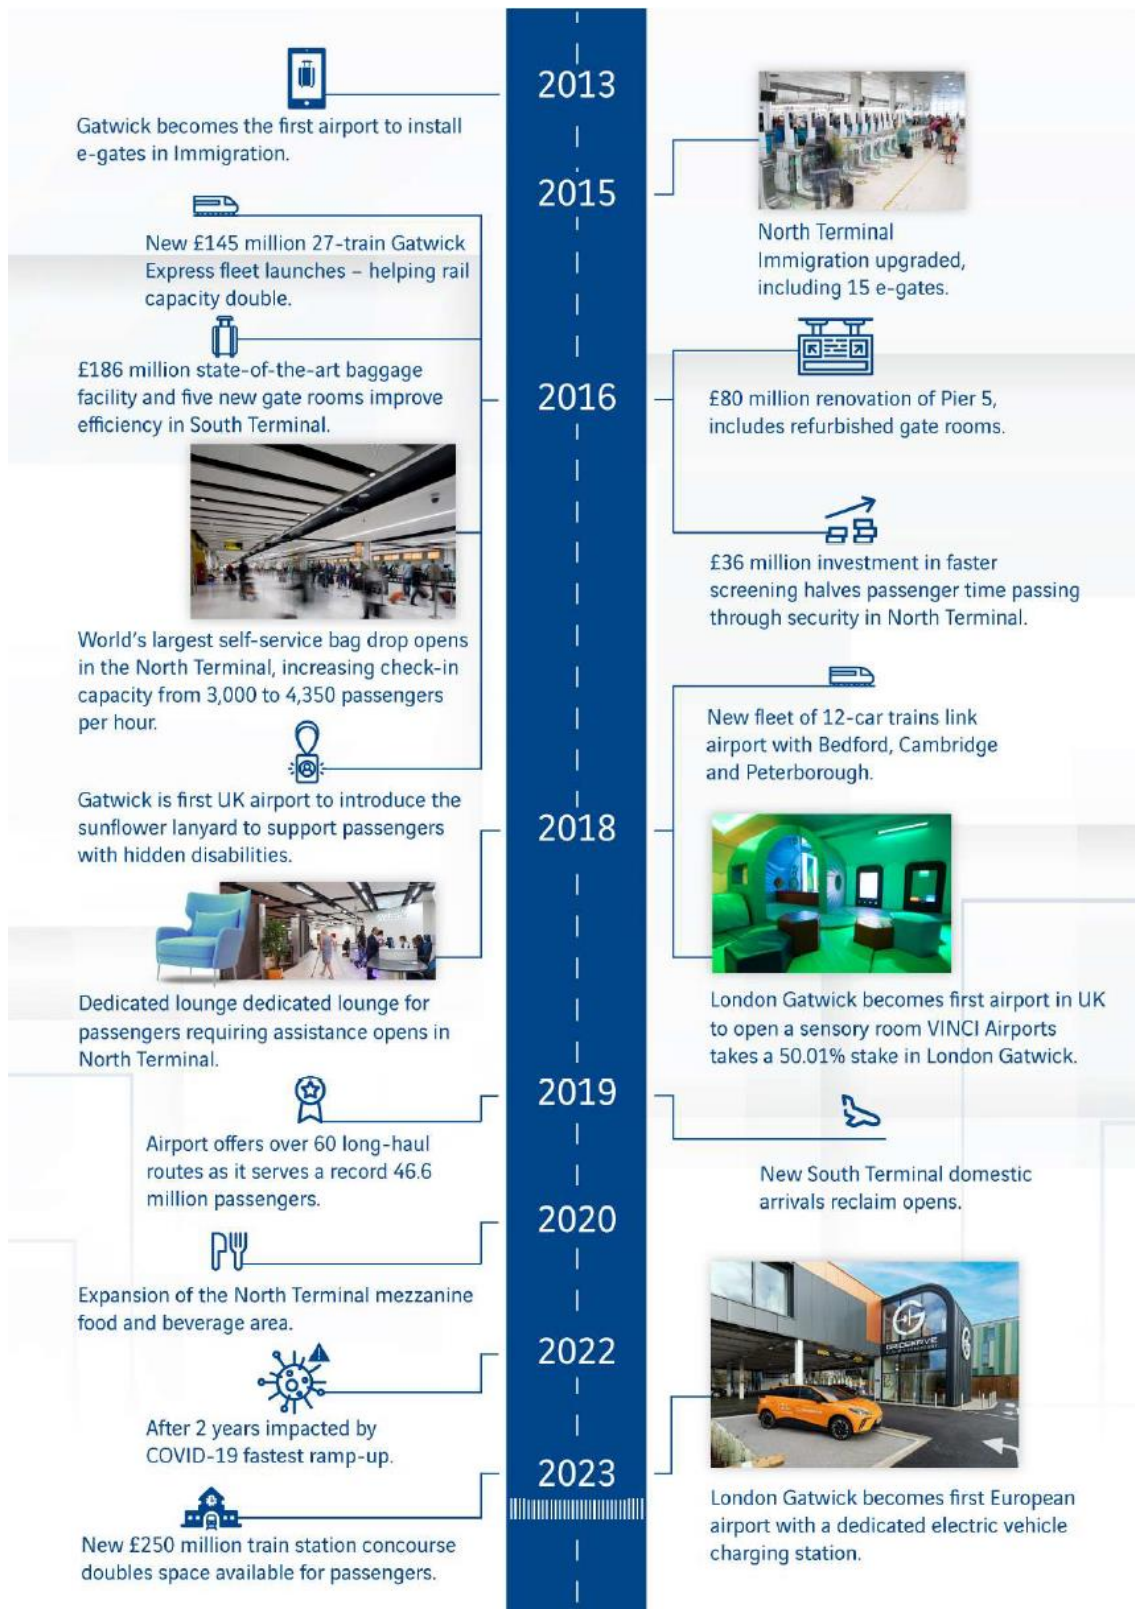 2013
Gatwick becomes the first airport to install
e-gates in Immigration.
2015
North Terminal
Immigration upgraded,
including 15 e-gates.
New £145 million 27-train Gatwick
Express fleet launches – helping rail
capacity double.
£186 million state-of-the-art baggage
facility and five new gate rooms improve
efficiency in South Terminal.
2016
£80 million renovation of Pier 5,
includes refurbished gate rooms.
£36 million investment in faster
screening halves passenger time passing
through security in North Terminal.
World's largest self-service bag drop opens
in the North Terminal, increasing check-in
capacity from 3,000 to 4,350 passengers
per hour.
Gatwick is first UK airport to introduce the
sunflower lanyard to support passengers
with hidden disabilities.
2018
New fleet of 12-car trains link
airport with Bedford, Cambridge
and Peterborough.
Dedicated lounge dedicated lounge for
passengers requiring assistance opens in
North Terminal.
London Gatwick becomes first airport in UK
to open a sensory room VINCI Airports
takes a 50.01% stake in London Gatwick.
2019
Airport offers over 60 long-haul
routes as it serves a record 46.6
million passengers.
New South Terminal domestic
arrivals reclaim opens.
2020
Expansion of the North Terminal mezzanine
food and beverage area.
2022
After 2 years impacted by
COVID-19 fastest ramp-up.
2023
GRIDSERVE
London Gatwick becomes first European
airport with a dedicated electric vehicle
charging station.
New £250 million train station concourse
doubles space available for passengers.